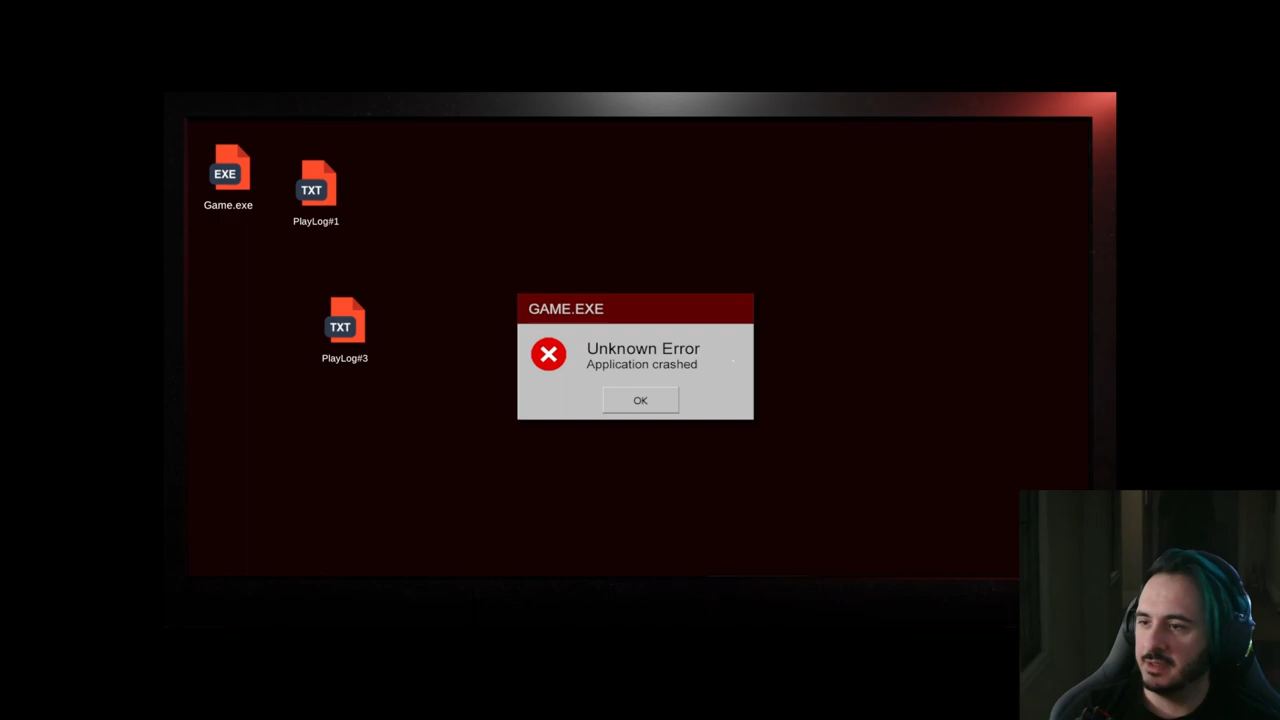 EXE
Game.exe
TXT
PlayLog#1
TXT
PlayLog#3
GAME.EXE
Unknown Error
Application crashed
OK